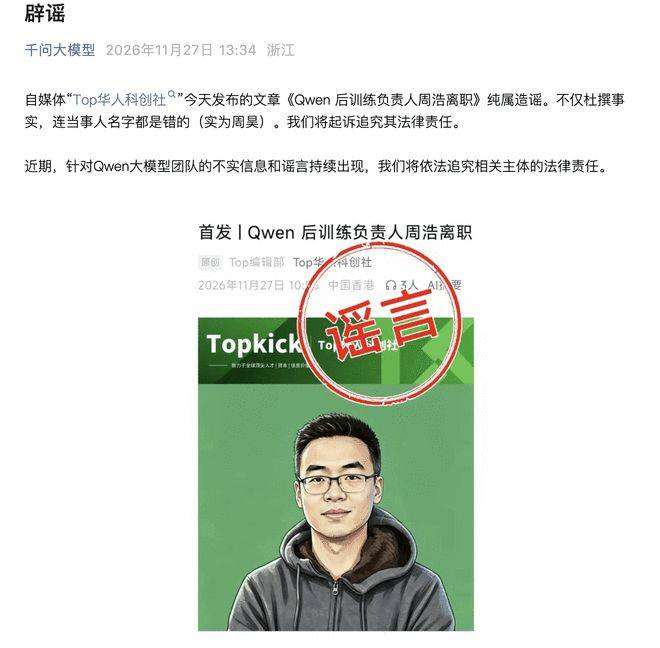 辟谣
千问大模型 2026年11月27日 13:34 浙江
自媒体“Top华人科创社”今天发布的文章《Qwen 后训练负责人周浩离职》纯属造谣。不仅杜撰事
实，连当事人名字都是错的（实为周昊）。我们将起诉追究其法律责任。
近期，针对Qwen大模型团队的不实信息和谣言持续出现，我们将依法追究相关主体的法律责任。
首发 | Qwen 后训练负责人周浩离职
原创 Top编辑部 Top华 科创社
2026年11月27日 10: 中国香港 3人 AI 要
谣言
Topkick Top